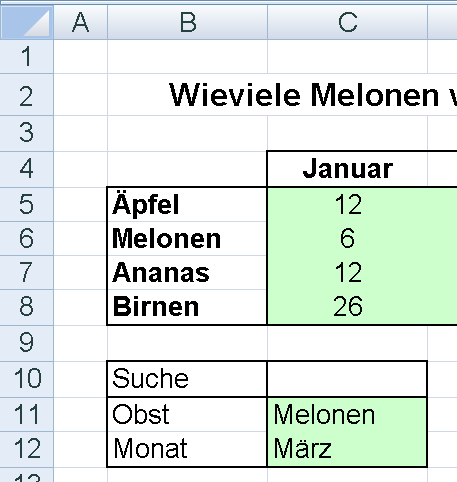 A B C
1
2 Wieviele Melonen
3
4 Januar
5 Äpfel 12
6 Melonen 6
7 Ananas 12
8 Birnen 26
9
10 Suche
11 Obst Melonen
12 Monat März